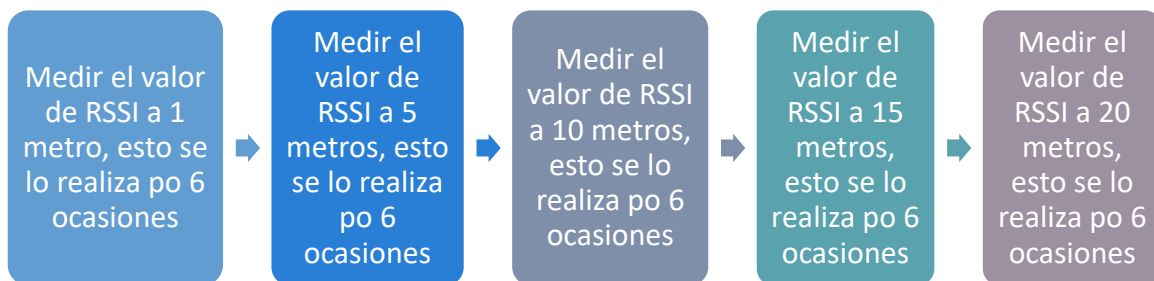 Medir el valor
de RSSI a 1
metro, esto se
lo realiza po 6
ocasiones
Medir el
valor de
RSSI a 5
metros, esto
se lo realiza
po 6
ocasiones
Medir el
valor de RSSI
a 10 metros,
esto se lo
realiza po 6
ocasiones
Medir el
valor de
RSSI a 15
metros,
esto se lo
realiza po 6
ocasiones
Medir el
valor de
RSSI a 20
metros,
esto se lo
realiza po 6
ocasiones